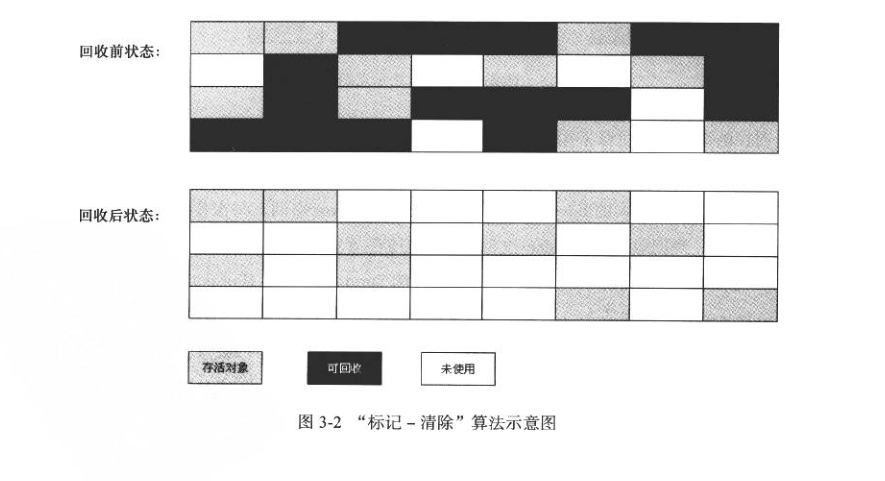 回收前状态:
回收后状态:
存活对象
可回收
未使用
图 3-2 “标记 – 清除”算法示意图